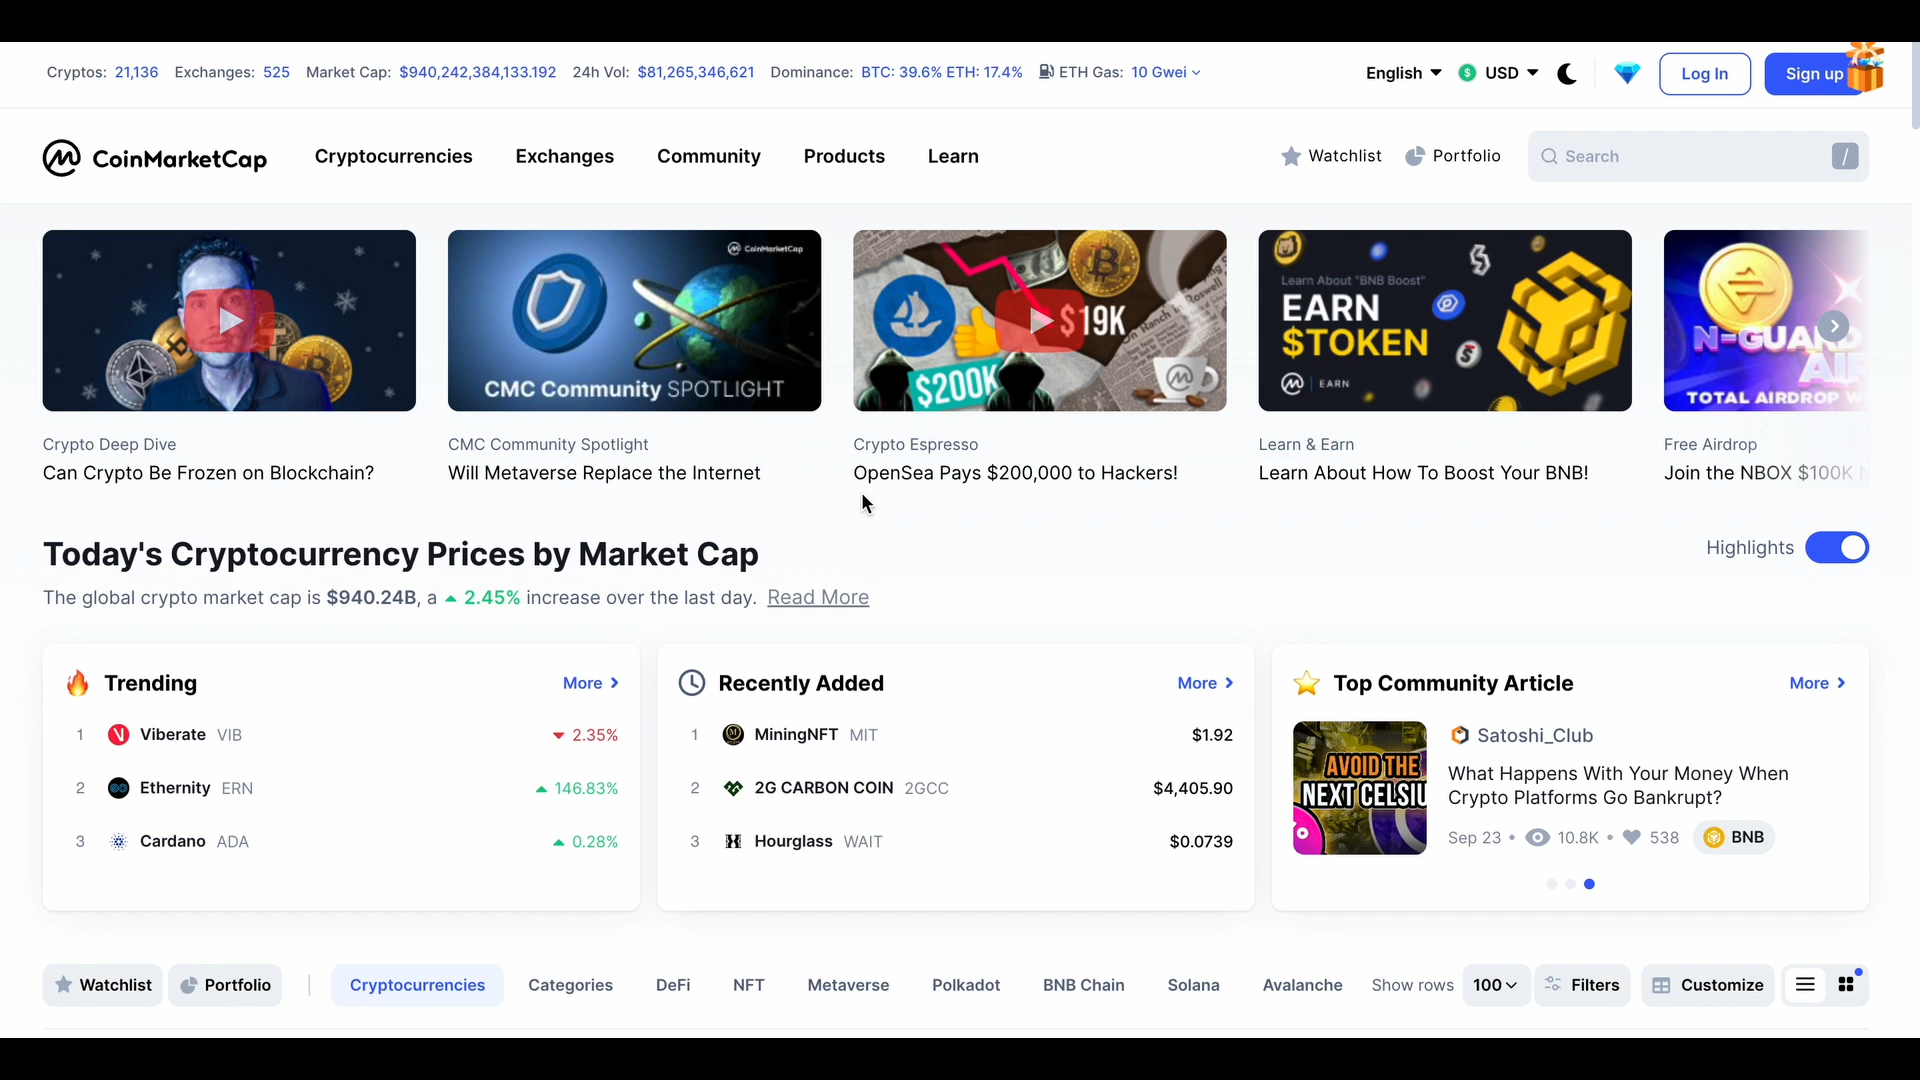 Cryptos: 21,136 Exchanges: 525 Market Cap: $940,242,384,133.192 24h Vol: $81,265,346,621 Dominance: BTC: 39.6% ETH: 17.4% ETH Gas: 10 Gwei
English $ USD Log In Sign up
CoinMarketCap Cryptocurrencies Exchanges Community Products Learn
Watchlist Portfolio Search /
CoinMarketCap
CMC Community SPOTLIGHT
$19K
$200K
Roswell
Learn About "BNB Boost"
EARN
$TOKEN
EARN
N-GUARD
AIR
TOTAL AIRDROP W
Crypto Deep Dive
Can Crypto Be Frozen on Blockchain?
CMC Community Spotlight
Will Metaverse Replace the Internet
Crypto Espresso
OpenSea Pays $200,000 to Hackers!
Learn & Earn
Learn About How To Boost Your BNB!
Free Airdrop
Join the NBOX $100K N
Today's Cryptocurrency Prices by Market Cap
Highlights
The global crypto market cap is $940.24B, a 2.45% increase over the last day. Read More
Trending More
1 Viberate VIB 2.35%
2 Ethernity ERN 146.83%
3 Cardano ADA 0.28%
Recently Added More
1 MiningNFT MIT $1.92
2 2G CARBON COIN 2GCC $4,405.90
3 Hourglass WAIT $0.0739
Top Community Article More
AVOID THE
NEXT CELSIU
Satoshi_Club
What Happens With Your Money When
Crypto Platforms Go Bankrupt?
Sep 23 • 10.8K • 538 BNB
Watchlist Portfolio Cryptocurrencies Categories DeFi NFT Metaverse Polkadot BNB Chain Solana Avalanche Show rows 100 Filters Customize